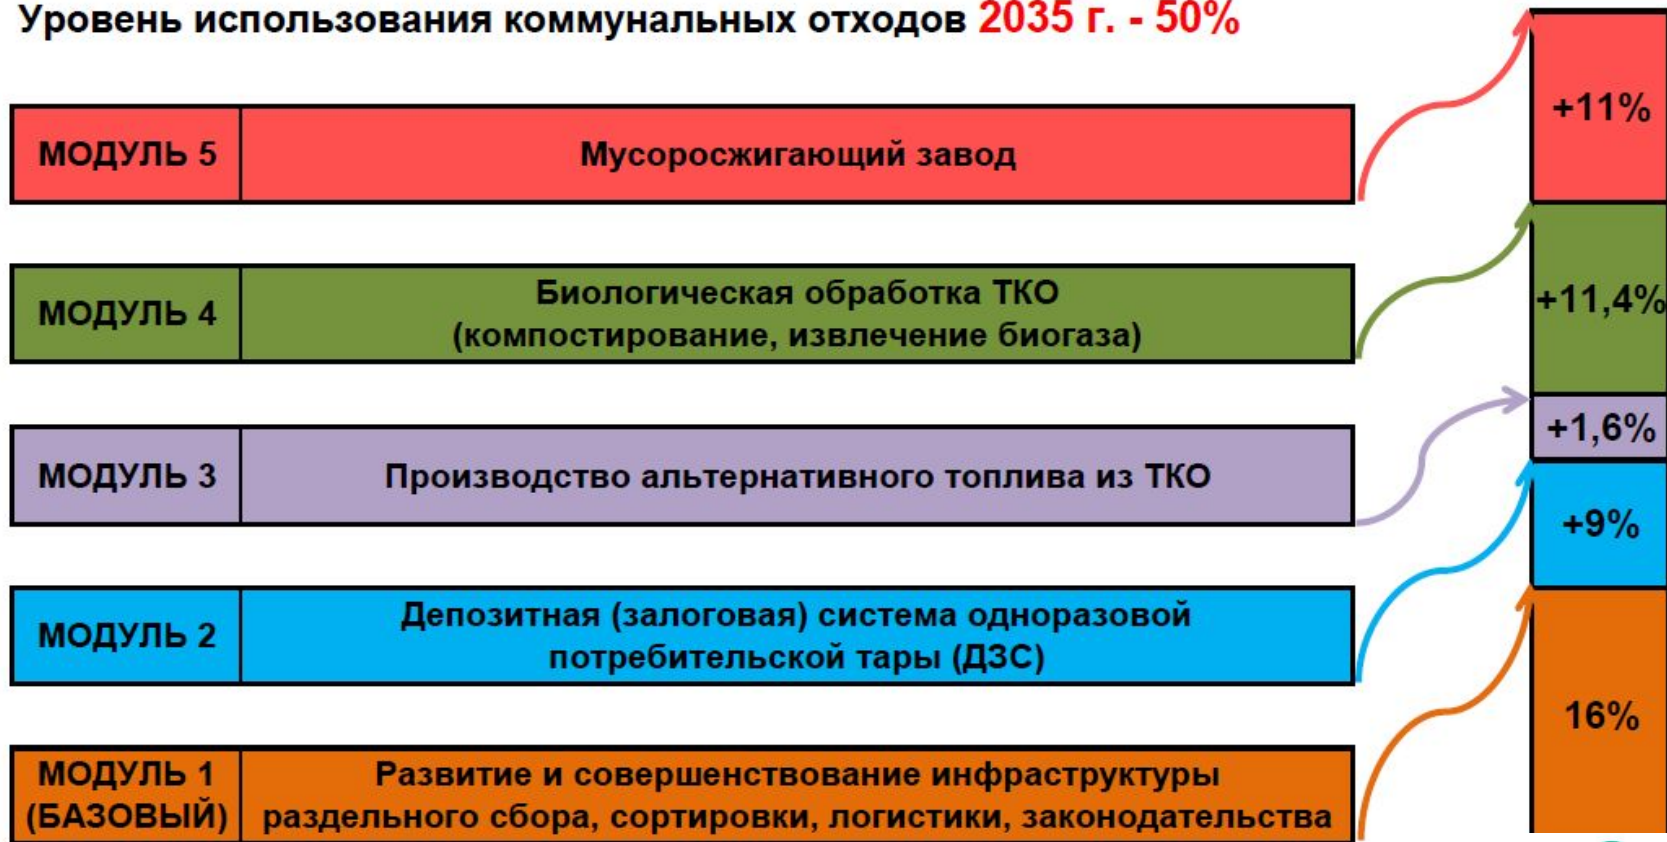 Уровень использования коммунальных отходов 2035 г. - 50%
+11%
МОДУЛЬ 5
Мусоросжигающий завод
МОДУЛЬ 4
Биологическая обработка ТКО
(компостирование, извлечение биогаза)
+11,4%
+1,6%
МОДУЛЬ 3
Производство альтернативного топлива из ТКО
+9%
МОДУЛЬ 2
Депозитная (залоговая) система одноразовой
потребительской тары (ДЗС)
16%
МОДУЛЬ 1
(БАЗОВЫЙ)
Развитие и совершенствование инфраструктуры
раздельного сбора, сортировки, логистики, законодательства